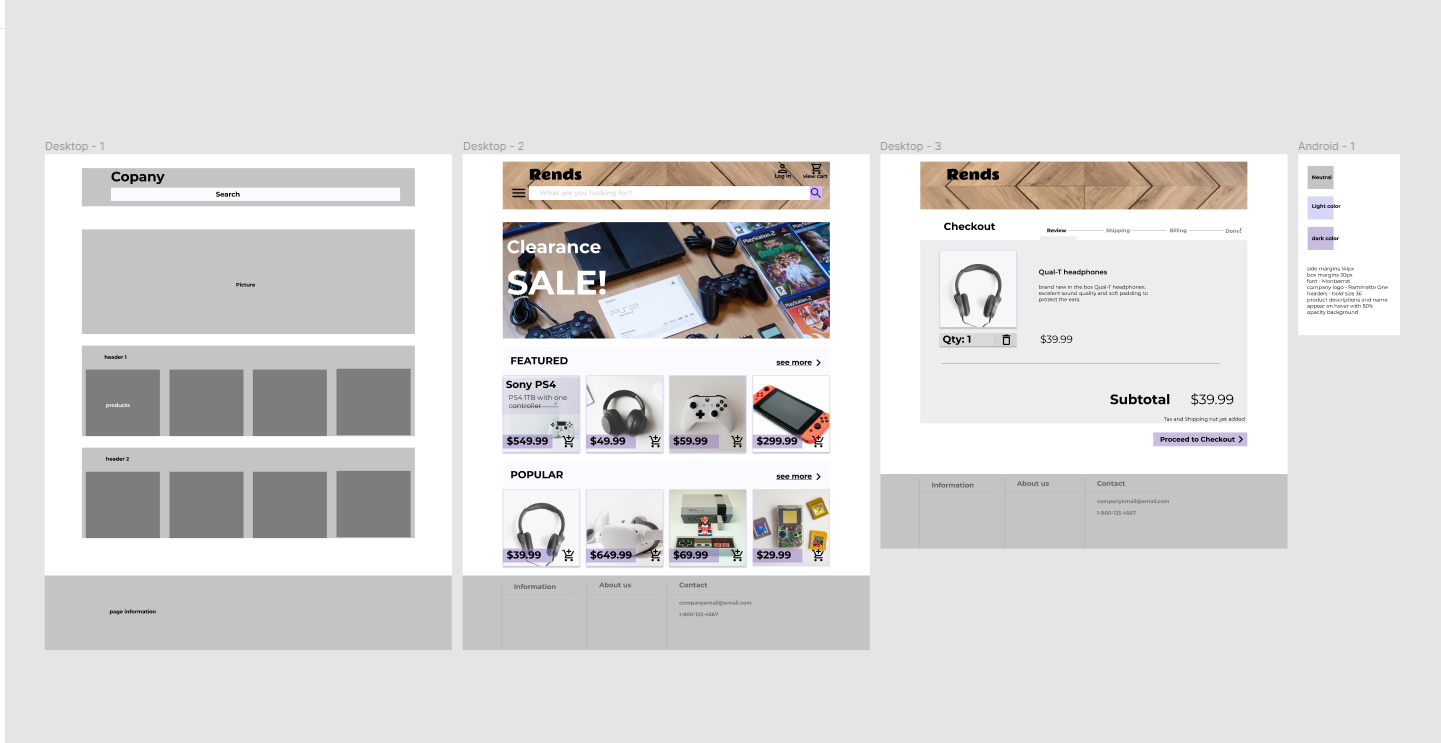 Desktop - 1
Copany
Search
Picture
header 1
products
header 2
page information
Desktop - 2
Rends
Log in
view cart
What are you looking for?
Clearance
SALE!
PlayStation 2
PlayStation 2
FEATURED
see more
Sony PS4
PS4 1TB with one
controller
$549.99
$49.99
$59.99
$299.99
POPULAR
see more
$39.99
$649.99
$69.99
$29.99
Information
About us
Contact
companyemail@email.com
1-800-123-4567
Desktop - 3
Rends
Checkout
Review
Shipping
Billing
Done!
Qual-T headphones
brand new in the box Qual-T headphones.
excelent sound quality and soft padding to
protect the ears
Qty: 1
$39.99
Subtotal
$39.99
Tax and Shipping not yet added
Proceed to Checkout
Information
About us
Contact
companyemail@email.com
1-800-123-4567
Android - 1
Neutral
Light color
dark color
side margins 141px
box margins 30px
font - Montserrat
company logo - Fiammetto One
headers - bold size 36
product descriptions and name
appear on hover with 50%
opacity background